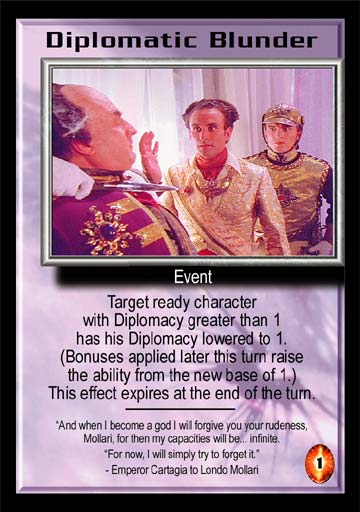 Diplomatic Blunder
Event
Target ready character
with Diplomacy greater than 1
has his Diplomacy lowered to 1.
(Bonuses applied later this turn raise
the ability from the new base of 1.)
This effect expires at the end of the turn.
“And when I become a god I will forgive you your rudeness,
Mollari, for then my capacities will be... infinite.
“For now, I will simply try to forget it.”
- Emperor Cartagia to Londo Mollari
1